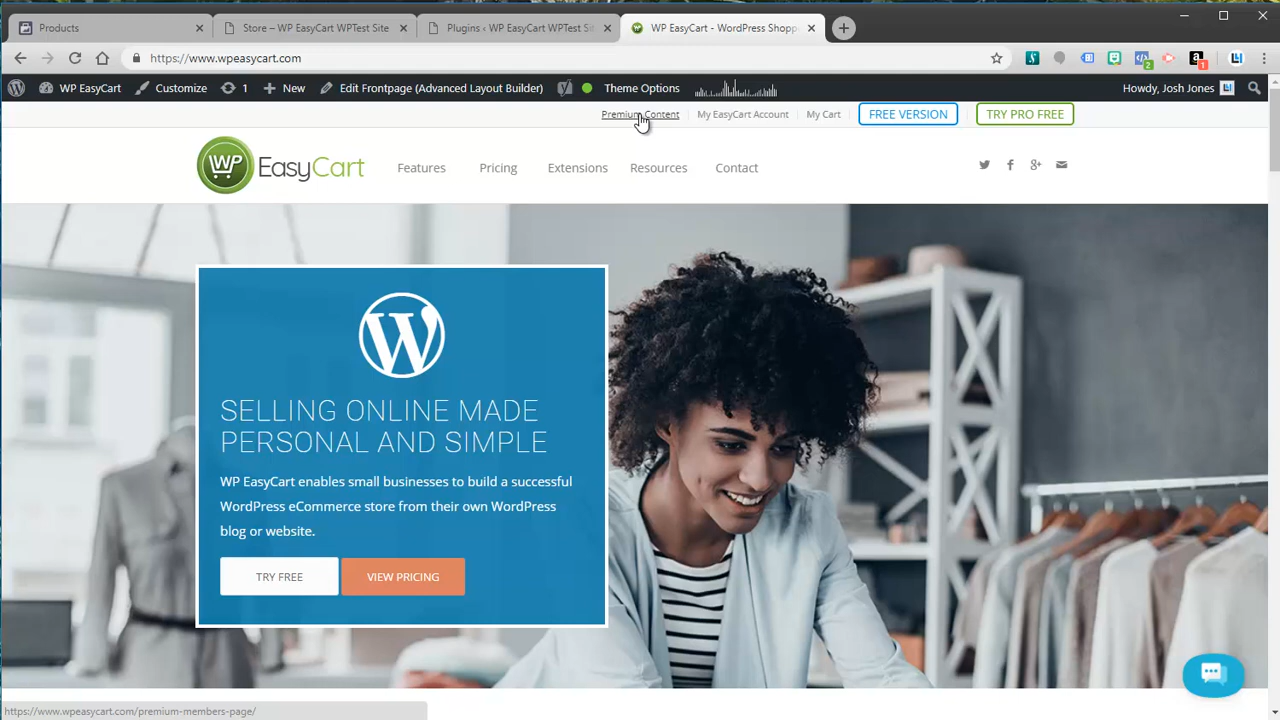 Products
Store – WP EasyCart WPTest Site
Plugins ‹ WP EasyCart WPTest Si
WP EasyCart - WordPress Shopp
https://www.wpeasycart.com
2
1
WP EasyCart
Customize
1
New
Edit Frontpage (Advanced Layout Builder)
Theme Options
Howdy, Josh Jones
Premium Content
My EasyCart Account
My Cart
FREE VERSION
TRY PRO FREE
WP EasyCart
Features
Pricing
Extensions
Resources
Contact
SELLING ONLINE MADE
PERSONAL AND SIMPLE
WP EasyCart enables small businesses to build a successful
WordPress eCommerce store from their own WordPress
blog or website.
TRY FREE
VIEW PRICING
https://www.wpeasycart.com/premium-members-page/